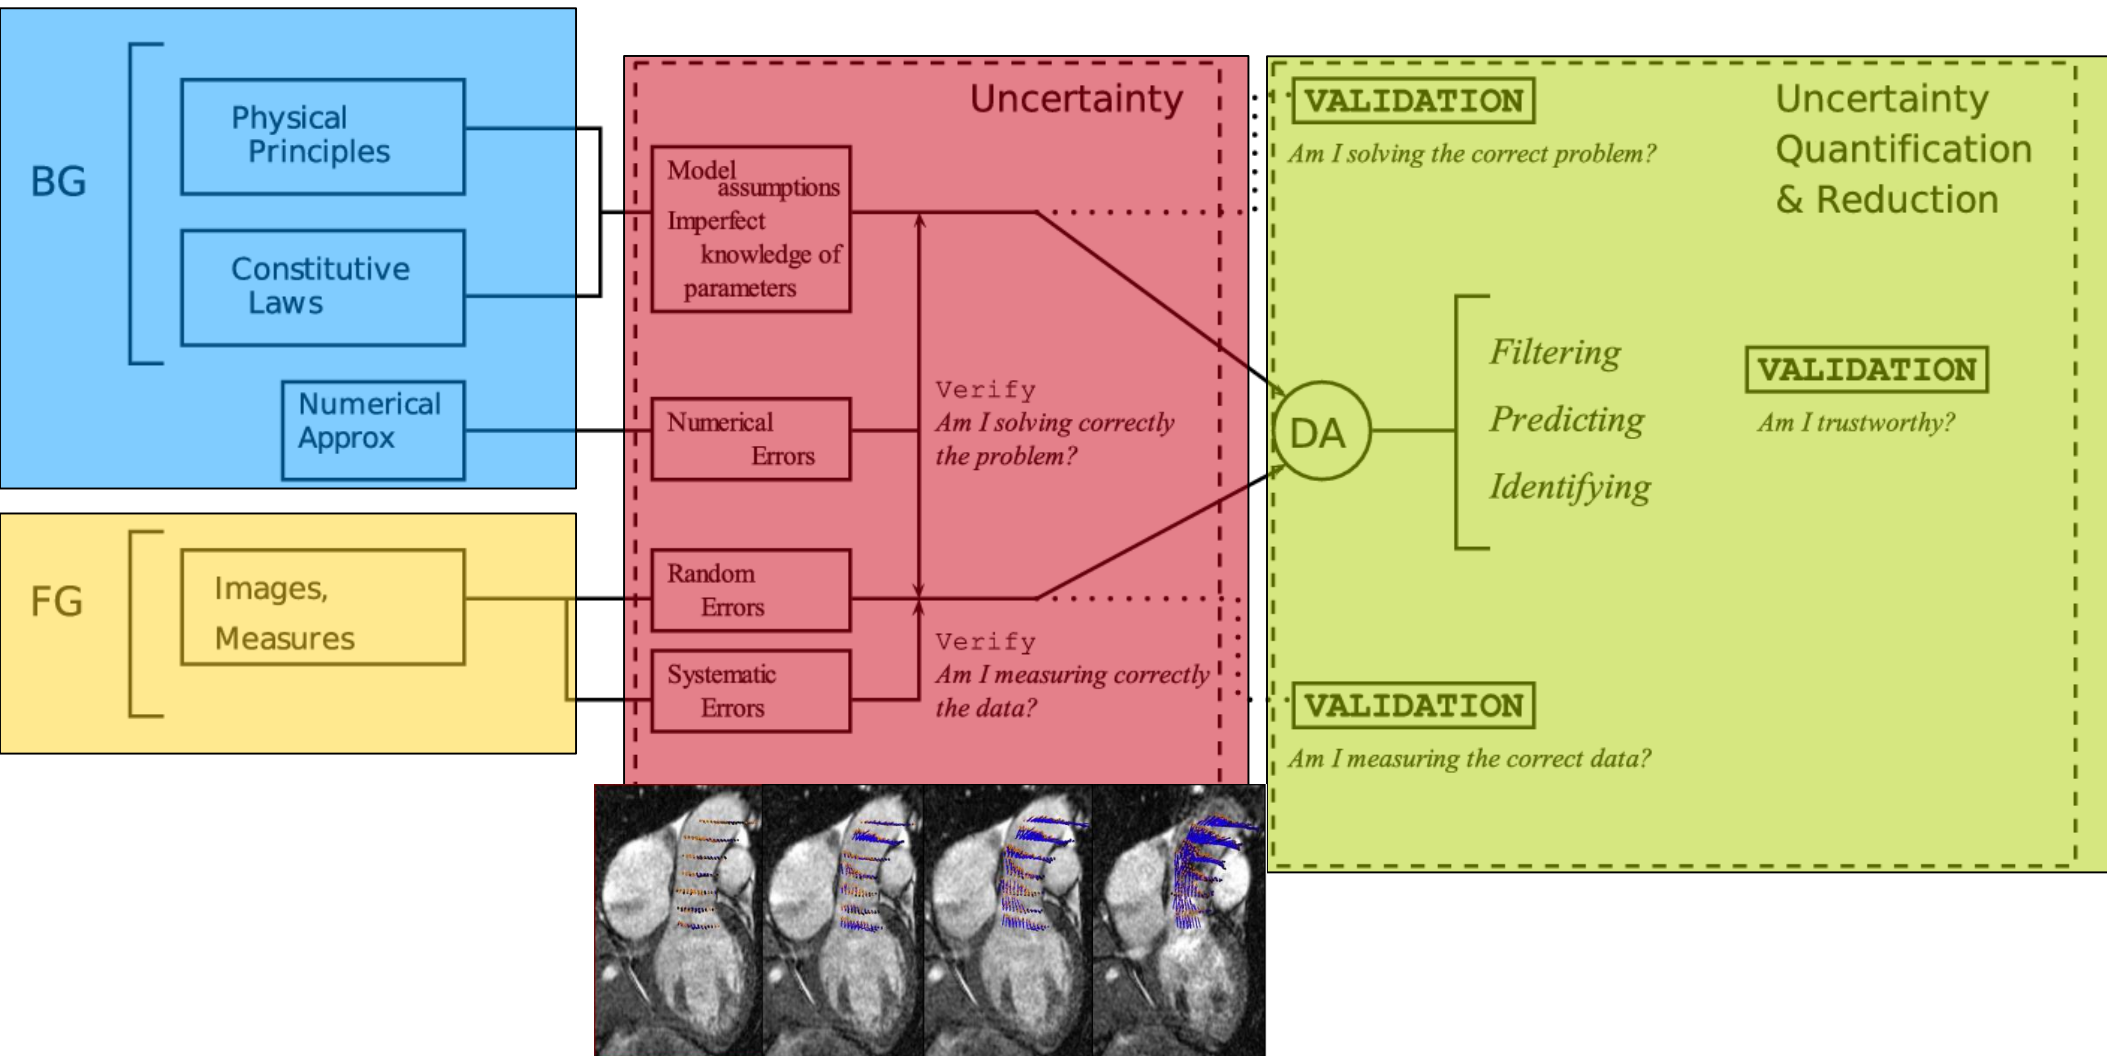 BG
Physical
Principles
Constitutive
Laws
Numerical
Approx
FG
Images,
Measures
Uncertainty
Model
assumptions
Imperfect
knowledge of
parameters
Numerical
Errors
Random
Errors
Systematic
Errors
Verify
Am I solving correctly
the problem?
Verify
Am I measuring correctly
the data?
VALIDATION
Am I solving the correct problem?
Uncertainty
Quantification
& Reduction
DA
Filtering
Predicting
Identifying
VALIDATION
Am I trustworthy?
VALIDATION
Am I measuring the correct data?